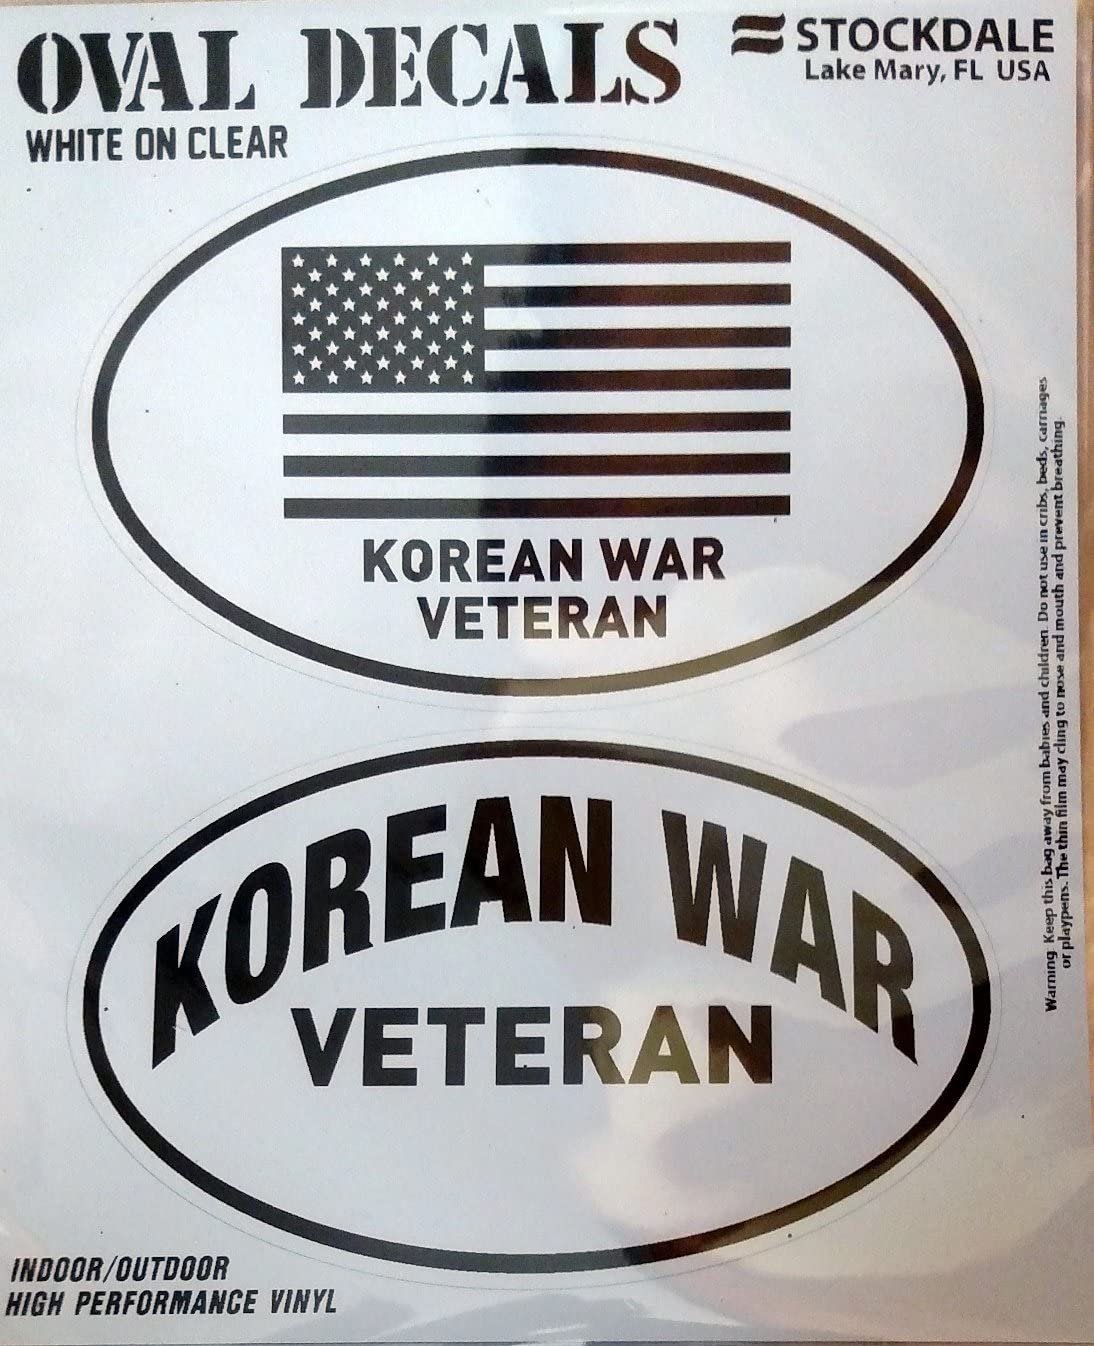 OVAL DECALS
WHITE ON CLEAR
STOCKDALE
Lake Mary, FL USA
KOREAN WAR
VETERAN
KOREAN WAR
VETERAN
Warning: Keep this bag away from babies and children. Do not use in cribs, beds, carriages
or playpens. The thin film may cling to nose and mouth and prevent breathing.
INDOOR/OUTDOOR
HIGH PERFORMANCE VINYL